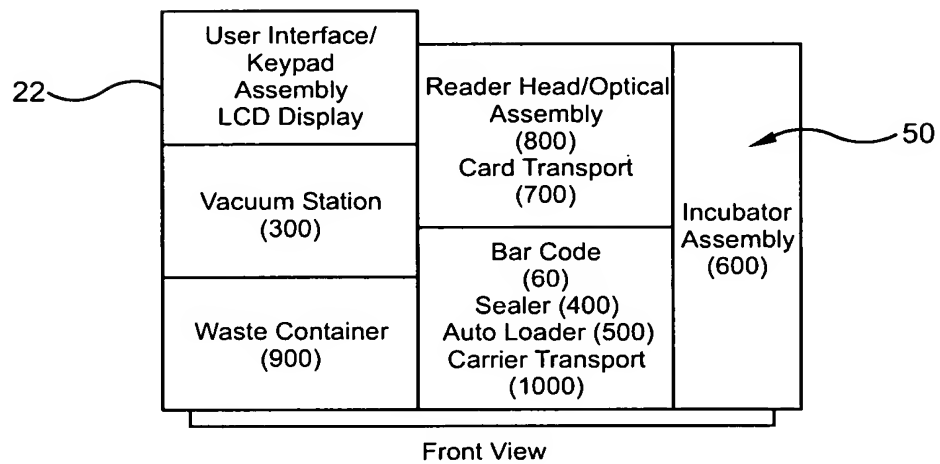 User Interface/
Keypad
Assembly
LCD Display
22
Vacuum Station
(300)
Waste Container
(900)
Reader Head/Optical
Assembly
(800)
Card Transport
(700)
Bar Code
(60)
Sealer (400)
Auto Loader (500)
Carrier Transport
(1000)
50
Incubator
Assembly
(600)
Front View